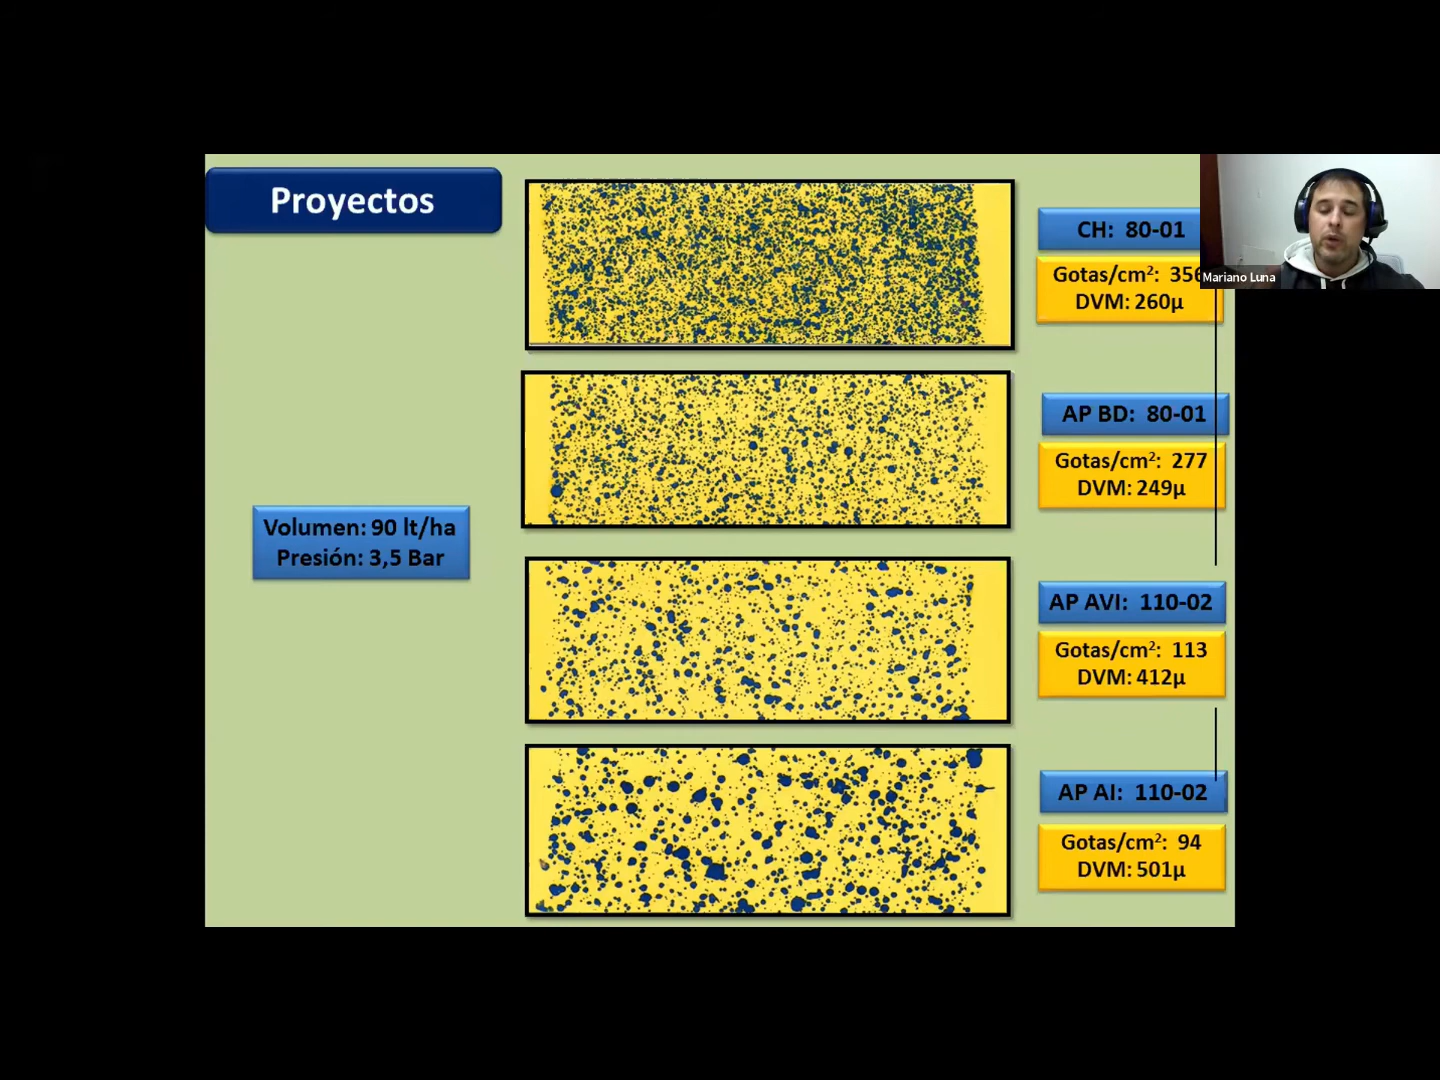 Proyectos
CH: 80-01
Gotas/cm²: 356
DVM: 260µ
Mariano Luna
AP BD: 80-01
Gotas/cm²: 277
DVM: 249µ
Volumen: 90 lt/ha
Presión: 3,5 Bar
AP AVI: 110-02
Gotas/cm²: 113
DVM: 412µ
AP AI: 110-02
Gotas/cm²: 94
DVM: 501µ